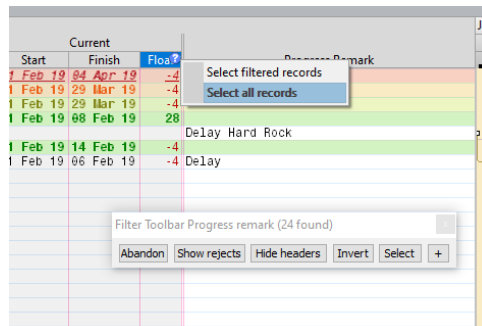 J
Current
Start Finish Floa? Progress Remark
1 Feb 19 04 Apr 19 -4
Select filtered records
1 Feb 19 29 Mar 19 -4
Select all records
1 Feb 19 29 Mar 19 -4
1 Feb 19 08 Feb 19 28
Delay Hard Rock
1 Feb 19 14 Feb 19 -4
1 Feb 19 06 Feb 19 -4 Delay
Filter Toolbar Progress remark (24 found)
Abandon Show rejects Hide headers Invert Select +